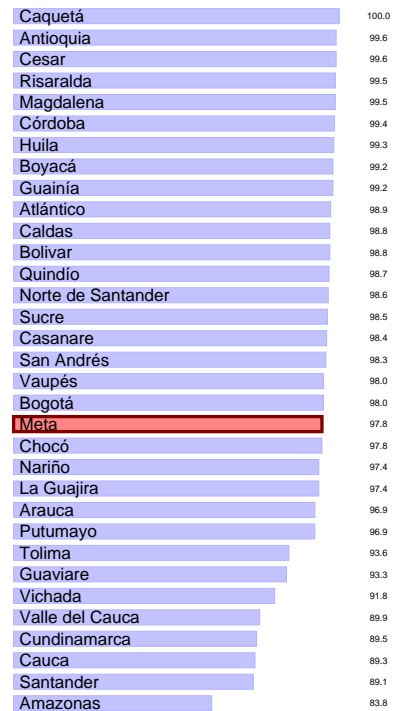 Caquetá 100.0
Antioquia 99.6
Cesar 99.6
Risaralda 99.5
Magdalena 99.5
Córdoba 99.4
Huila 99.3
Boyacá 99.2
Guainía 99.2
Atlántico 98.9
Caldas 98.8
Bolivar 98.8
Quindío 98.7
Norte de Santander 98.6
Sucre 98.5
Casanare 98.4
San Andrés 98.3
Vaupés 98.0
Bogotá 98.0
Meta 97.8
Chocó 97.8
Nariño 97.4
La Guajira 97.4
Arauca 96.9
Putumayo 96.9
Tolima 93.6
Guaviare 93.3
Vichada 91.8
Valle del Cauca 89.9
Cundinamarca 89.5
Cauca 89.3
Santander 89.1
Amazonas 83.8